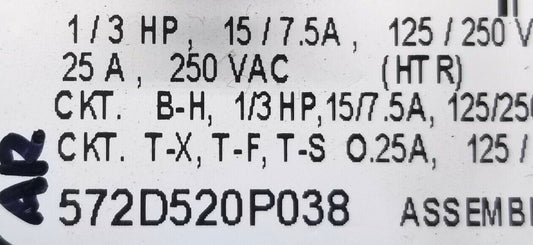 1/3 HP, 15/7.5A, 125/250 V
25 A, 250 VAC (HTR)
CKT. B-H, 1/3 HP, 15/7.5A, 125/250
CKT. T-X, T-F, T-S 0.25A, 125/
572D520P038 ASSEMB
AR